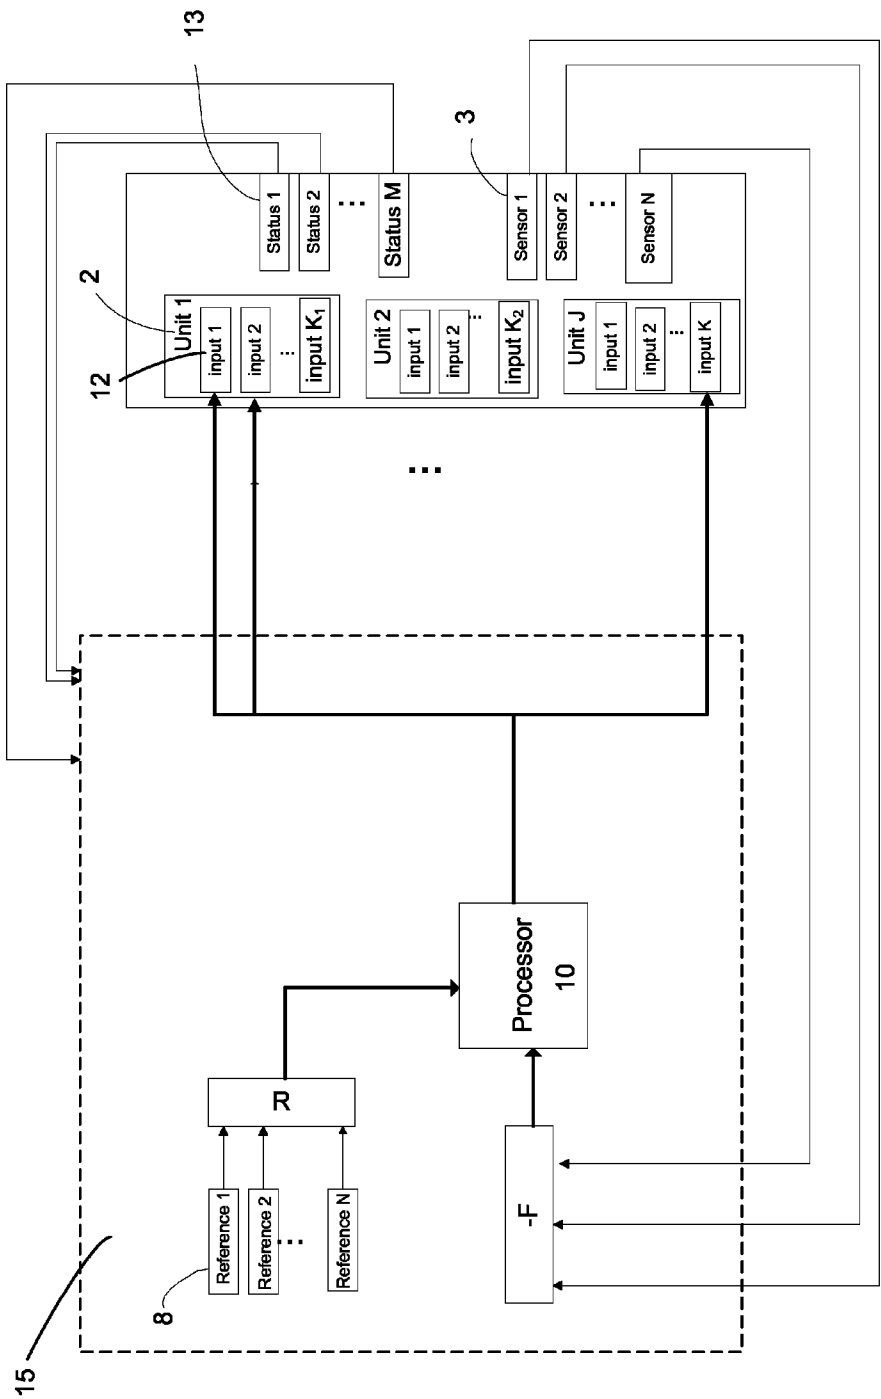 15
8
Reference 1
Reference 2
...
Reference N
R
-F
Processor
10
...
12
2
Unit 1
input 1
input 2
...
input K₁
Unit 2
input 1
input 2
...
input K₂
Unit J
input 1
input 2
...
input K
13
Status 1
Status 2
...
Status M
3
Sensor 1
Sensor 2
...
Sensor N